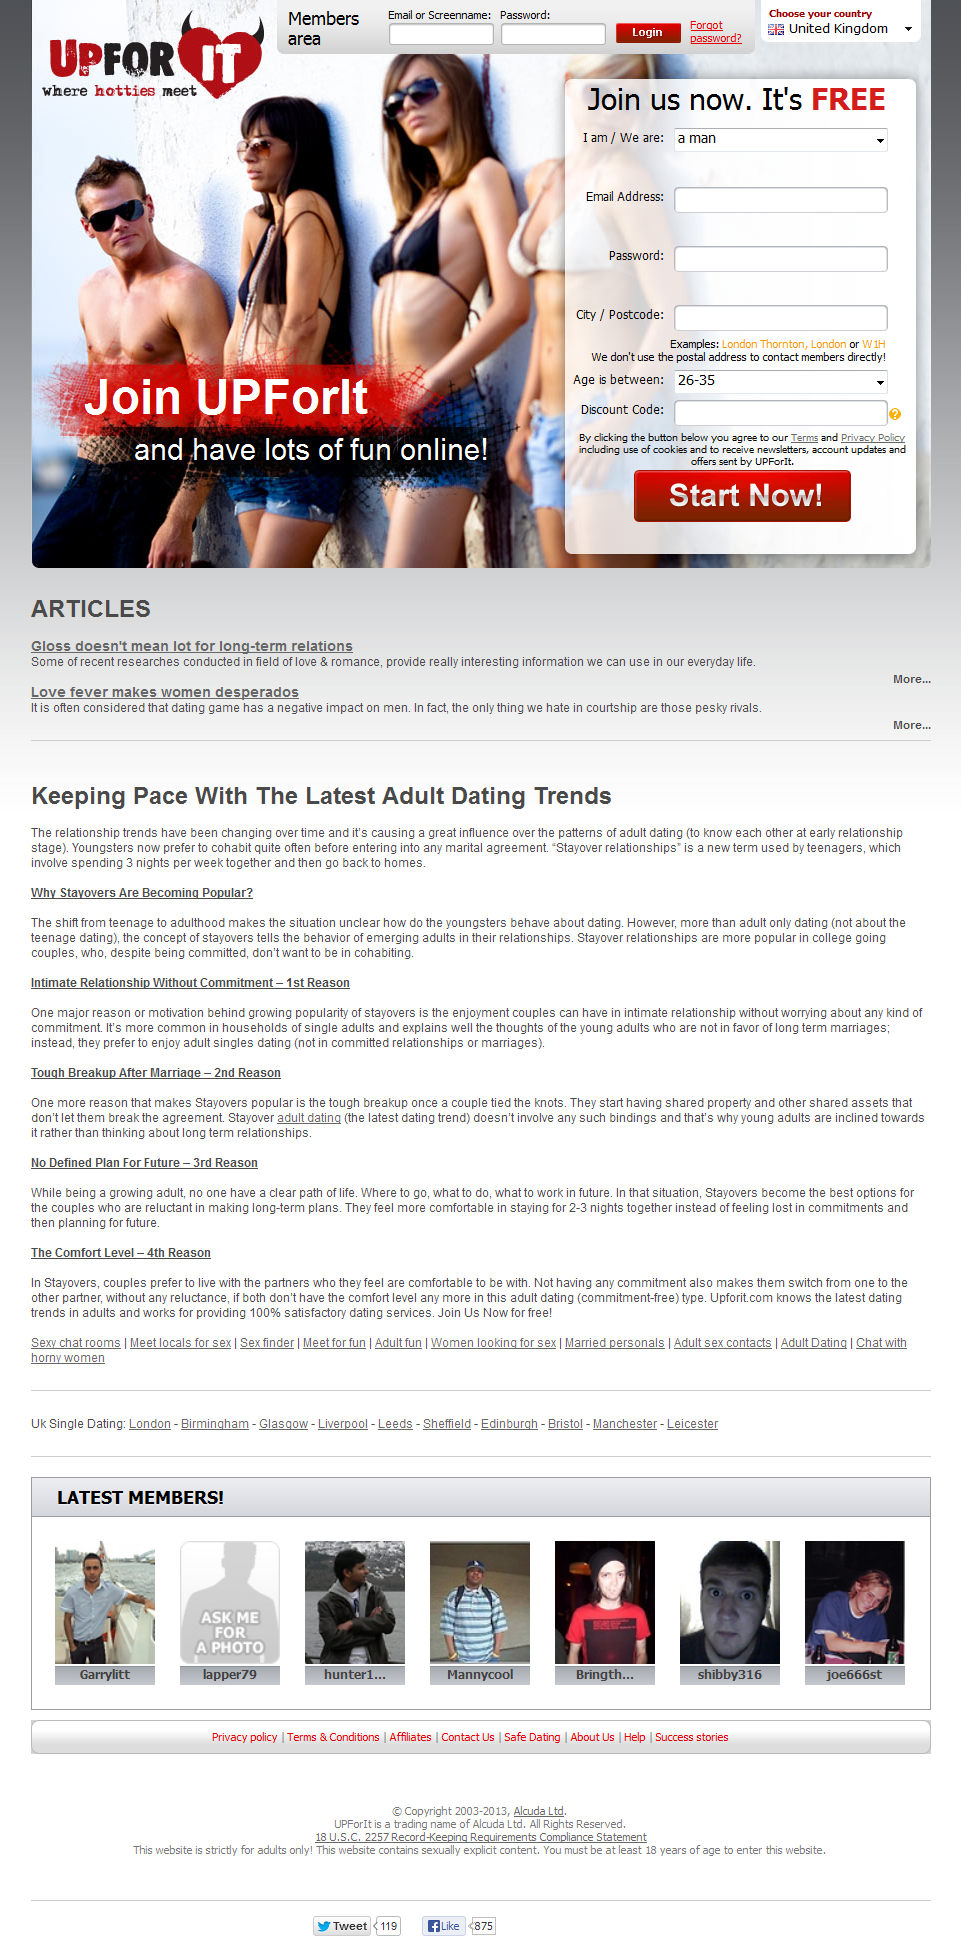 UPFOR IT
where hotties meet
Members area
Email or Screenname:
Password:
Login
Forgot password?
Choose your country
United Kingdom
Join us now. It's FREE
I am / We are:
a man
Email Address:
Password:
City / Postcode:
Examples: London Thornton, London or W1H
We don't use the postal address to contact members directly!
Age is between:
26-35
Discount Code:
?
By clicking the button below you agree to our Terms and Privacy Policy
including use of cookies and to receive newsletters, account updates and
offers sent by UPForIt.
Start Now!
Join UPForIt
and have lots of fun online!
ARTICLES
Gloss doesn't mean lot for long-term relations
Some of recent researches conducted in field of love & romance, provide really interesting information we can use in our everyday life.
More...
Love fever makes women desperados
It is often considered that dating game has a negative impact on men. In fact, the only thing we hate in courtship are those pesky rivals.
More...
Keeping Pace With The Latest Adult Dating Trends
The relationship trends have been changing over time and it's causing a great influence over the patterns of adult dating (to know each other at early relationship
stage). Youngsters now prefer to cohabit quite often before entering into any marital agreement. “Stayover relationships” is a new term used by teenagers, which
involve spending 3 nights per week together and then go back to homes.
Why Stayovers Are Becoming Popular?
The shift from teenage to adulthood makes the situation unclear how do the youngsters behave about dating. However, more than adult only dating (not about the
teenage dating), the concept of stayovers tells the behavior of emerging adults in their relationships. Stayover relationships are more popular in college going
couples, who, despite being committed, don't want to be in cohabiting.
Intimate Relationship Without Commitment – 1st Reason
One major reason or motivation behind growing popularity of stayovers is the enjoyment couples can have in intimate relationship without worrying about any kind of
commitment. It's more common in households of single adults and explains well the thoughts of the young adults who are not in favor of long term marriages;
instead, they prefer to enjoy adult singles dating (not in committed relationships or marriages).
Tough Breakup After Marriage – 2nd Reason
One more reason that makes Stayovers popular is the tough breakup once a couple tied the knots. They start having shared property and other shared assets that
don't let them break the agreement. Stayover adult dating (the latest dating trend) doesn't involve any such bindings and that's why young adults are inclined towards
it rather than thinking about long term relationships.
No Defined Plan For Future – 3rd Reason
While being a growing adult, no one have a clear path of life. Where to go, what to do, what to work in future. In that situation, Stayovers become the best options for
the couples who are reluctant in making long-term plans. They feel more comfortable in staying for 2-3 nights together instead of feeling lost in commitments and
then planning for future.
The Comfort Level – 4th Reason
In Stayovers, couples prefer to live with the partners who they feel are comfortable to be with. Not having any commitment also makes them switch from one to the
other partner, without any reluctance, if both don't have the comfort level any more in this adult dating (commitment-free) type. Upforit.com knows the latest dating
trends in adults and works for providing 100% satisfactory dating services. Join Us Now for free!
Sexy chat rooms | Meet locals for sex | Sex finder | Meet for fun | Adult fun | Women looking for sex | Married personals | Adult sex contacts | Adult Dating | Chat with
horny women
Uk Single Dating: London - Birmingham - Glasgow - Liverpool - Leeds - Sheffield - Edinburgh - Bristol - Manchester - Leicester
LATEST MEMBERS!
ASK ME
FOR
A PHOTO
Garrylitt
lapper79
hunter1...
Mannycool
Bringth...
shibby316
joe666st
Privacy policy | Terms & Conditions | Affiliates | Contact Us | Safe Dating | About Us | Help | Success stories
© Copyright 2003-2013, Alcuda Ltd.
UPForIt is a trading name of Alcuda Ltd. All Rights Reserved.
18 U.S.C. 2257 Record-Keeping Requirements Compliance Statement
This website is strictly for adults only! This website contains sexually explicit content. You must be at least 18 years of age to enter this website.
Tweet 119
Like 875